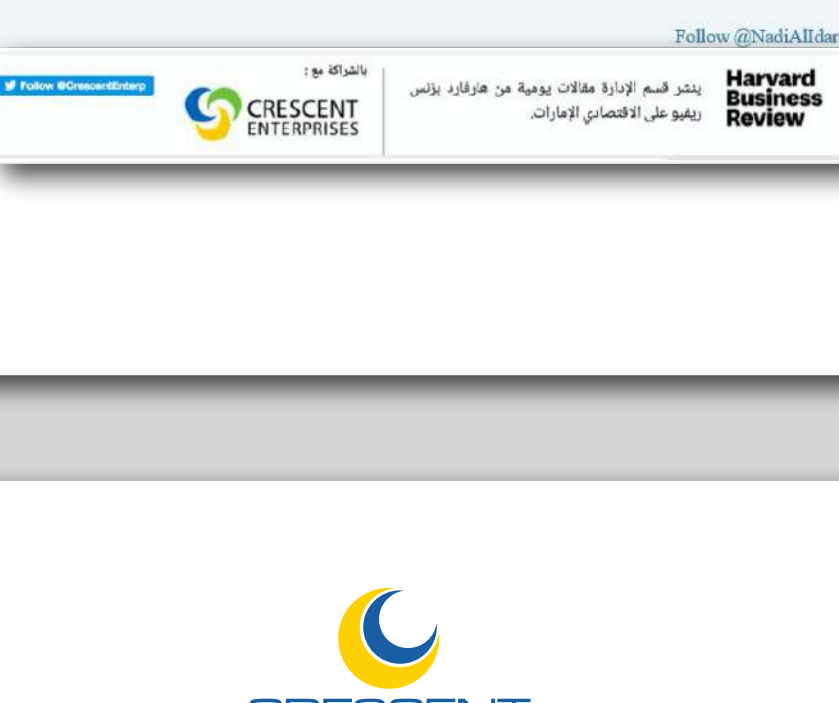 Follow @NadiAlIdar
Harvard
Business
Review
ينشر قسم الإدارة مقالات يومية من هارفارد بزنس
ريفيو على الاقتصادي الإمارات.
بالشراكة مع :
CRESCENT
ENTERPRISES
Follow @CrescentEnterp
CRESCENT